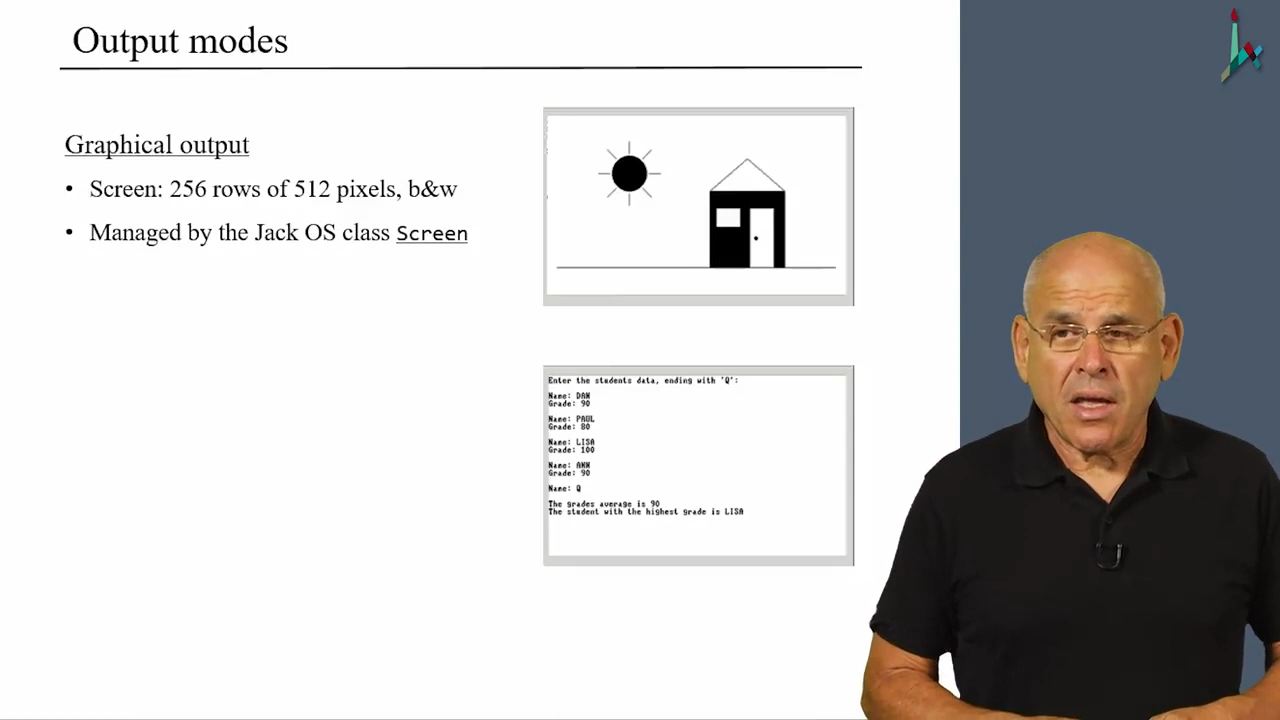 Output modes
Graphical output
• Screen: 256 rows of 512 pixels, b&w
• Managed by the Jack OS class Screen
Enter the students data, ending with 'Q':
Name: DAN
Grade: 90
Name: PAUL
Grade: 80
Name: LISA
Grade: 100
Name: ANN
Grade: 90
Name: Q
The grades average is 90
The student with the highest grade is LISA